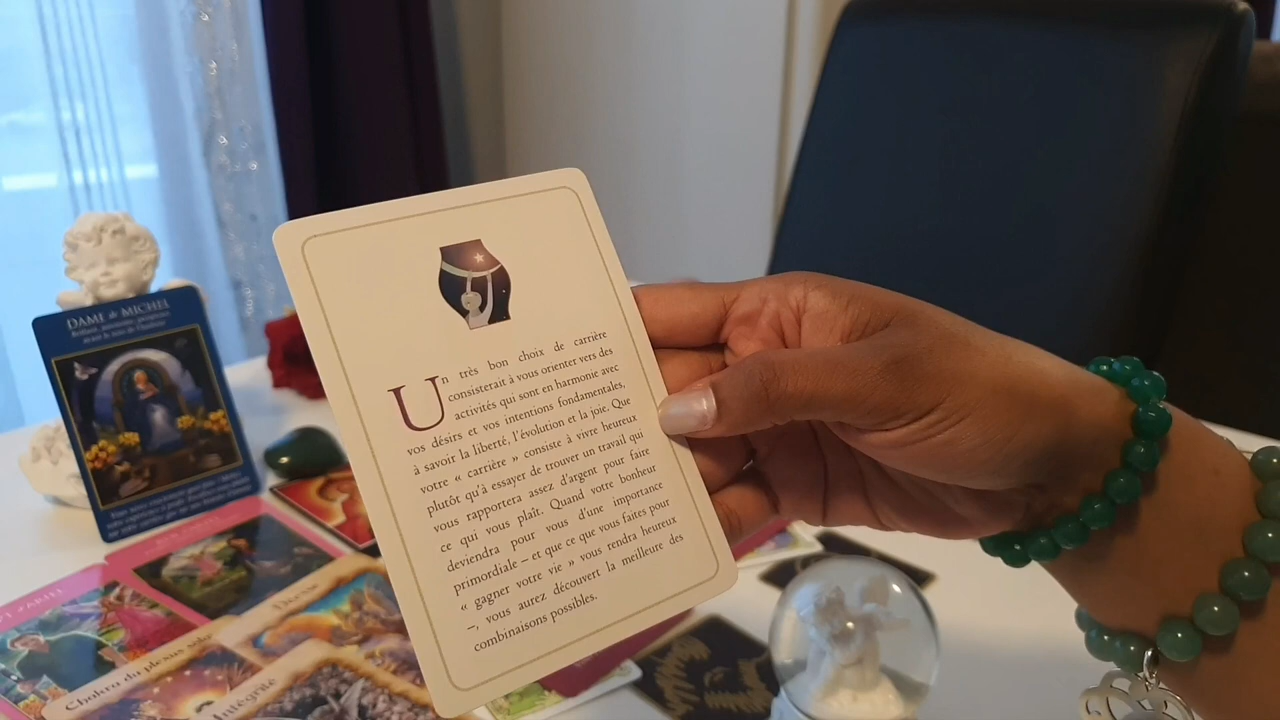 Un très bon choix de carrière
consisterait à vous orienter vers des
activités qui sont en harmonie avec
vos désirs et vos intentions fondamentales,
à savoir la liberté, l'évolution et la joie. Que
votre « carrière » consiste à vivre heureux
plutôt qu'à essayer de trouver un travail qui
vous rapportera assez d'argent pour faire
ce qui vous plaît. Quand votre bonheur
deviendra pour vous d'une importance
primordiale – et que ce que vous faites pour
« gagner votre vie » vous rendra heureux
–, vous aurez découvert la meilleure des
combinaisons possibles.
DAME de MICHEL
Chakra du plexus solaire
Intégrité